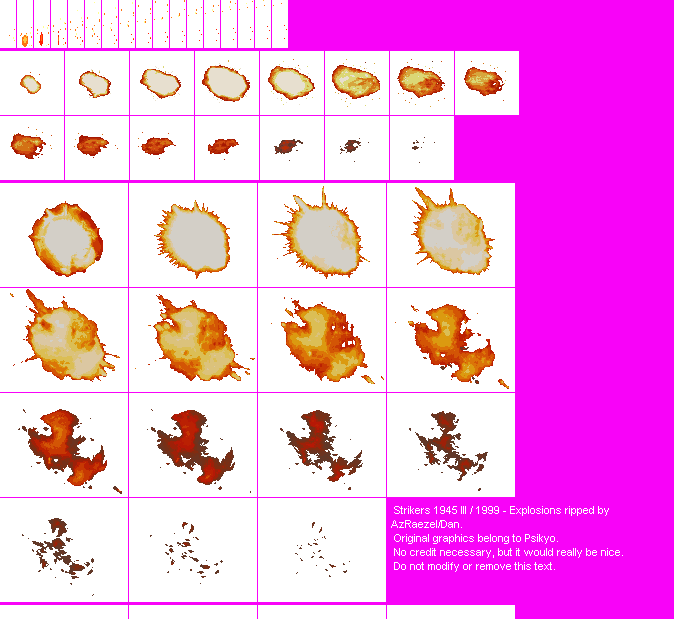 Strikers 1945 III / 1999 - Explosions ripped by
AzRaezel/Dan.
Original graphics belong to Psikyo.
No credit necessary, but it would really be nice.
Do not modify or remove this text.